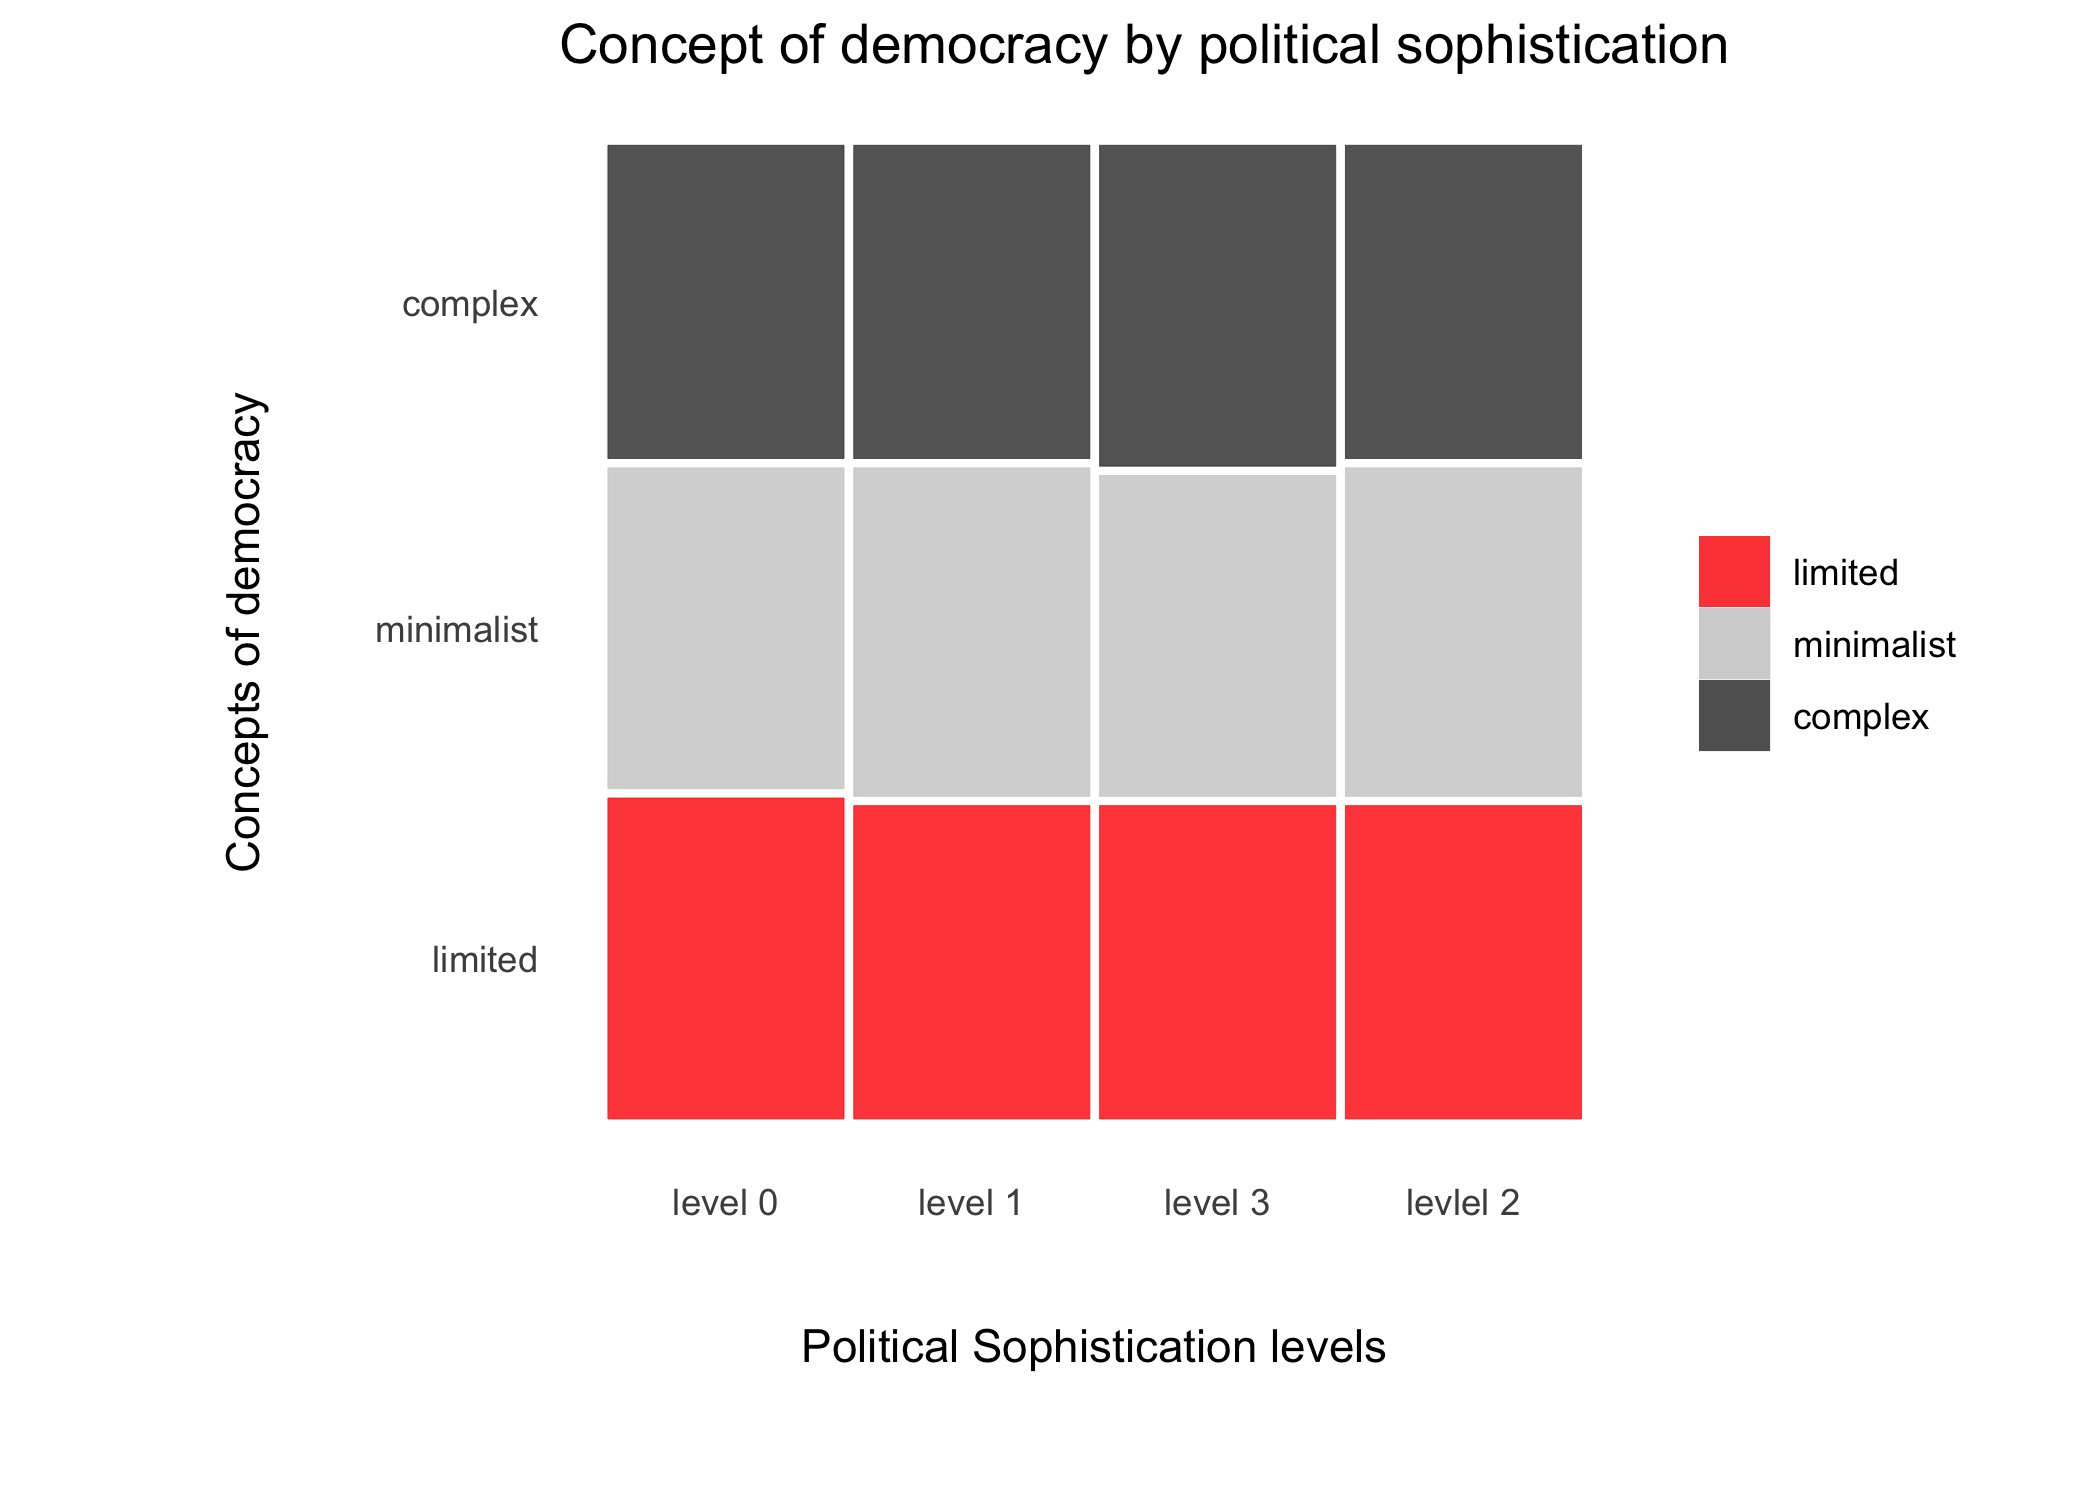 Concept of democracy by political sophistication
Concepts of democracy
complex
minimalist
limited
level 0
level 1
level 3
levlel 2
Political Sophistication levels
limited
minimalist
complex